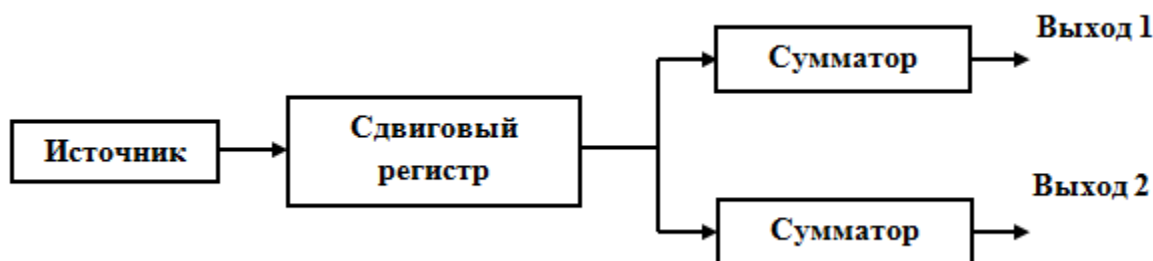 Выход 1
Сумматор
Сдвиговый
регистр
Источник
Выход 2
Сумматор